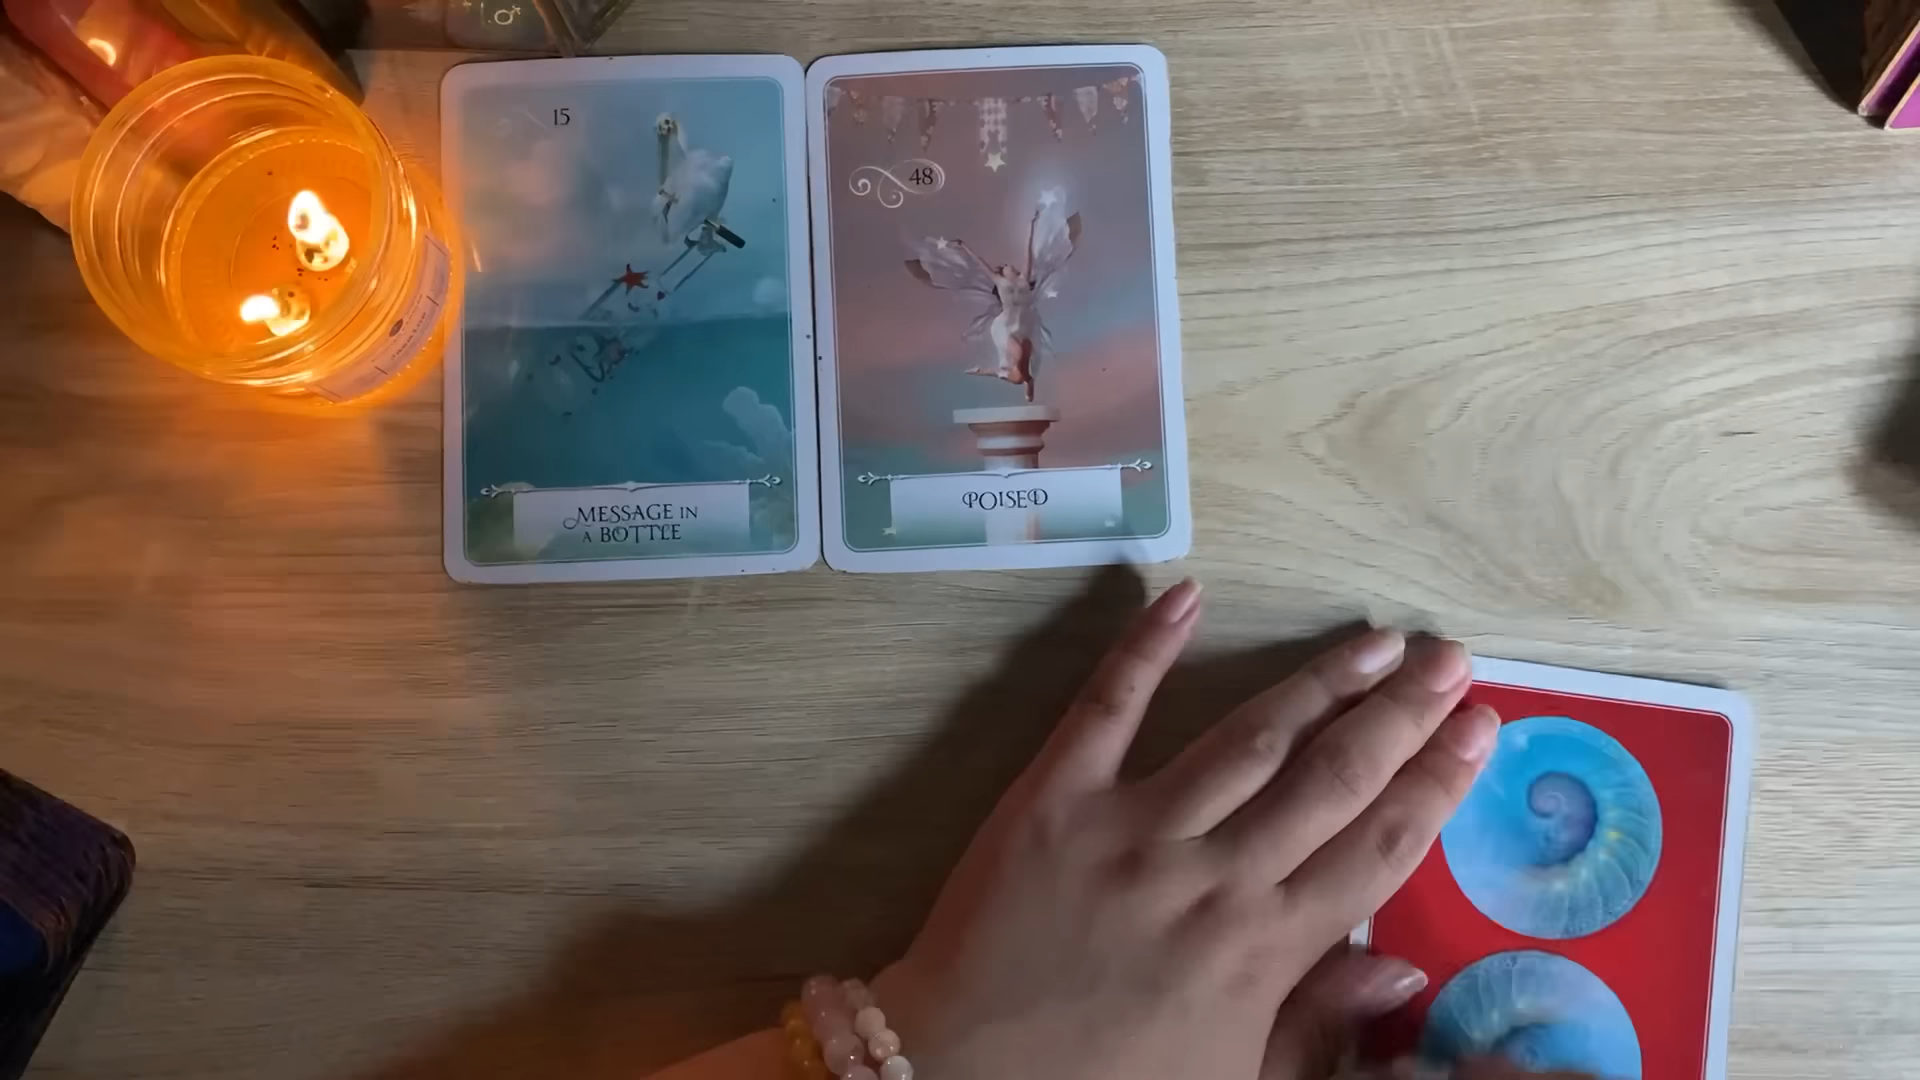 15
MESSAGE IN
A BOTTLE
48
POISED